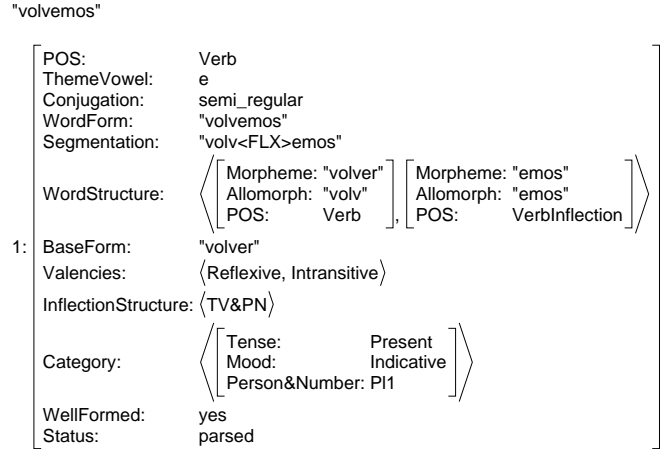 "volvemos"
POS: Verb
ThemeVowel: e
Conjugation: semi_regular
WordForm: "volvemos"
Segmentation: "volv<FLX>emos"
Morpheme: "volver" Morpheme: "emos"
WordStructure: ⟨ Allomorph: "volv" , Allomorph: "emos" ⟩
POS: Verb POS: VerbInflection
1: BaseForm: "volver"
Valencies: ⟨Reflexive, Intransitive⟩
InflectionStructure: ⟨TV&PN⟩
Tense: Present
Category: ⟨ Mood: Indicative ⟩
Person&Number: Pl1
WellFormed: yes
Status: parsed